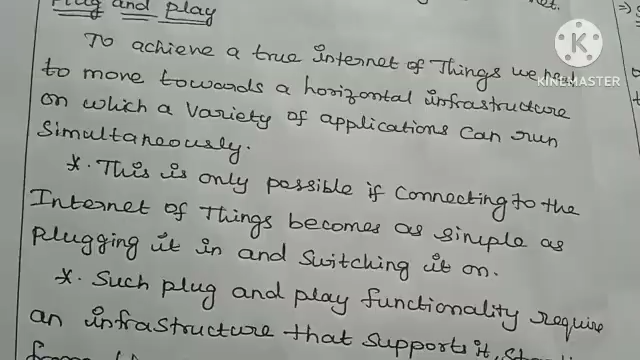 Plug and play
To achieve a true internet of Things we
to move towards a horizontal infrastructure
on which a variety of applications can run
simultaneously.
*. This is only possible if connecting to the
Internet of Things becomes as simple as
plugging it in and switching it on.
*. Such plug and play functionality require
an infrastructure that supports it,
KINEMASTER